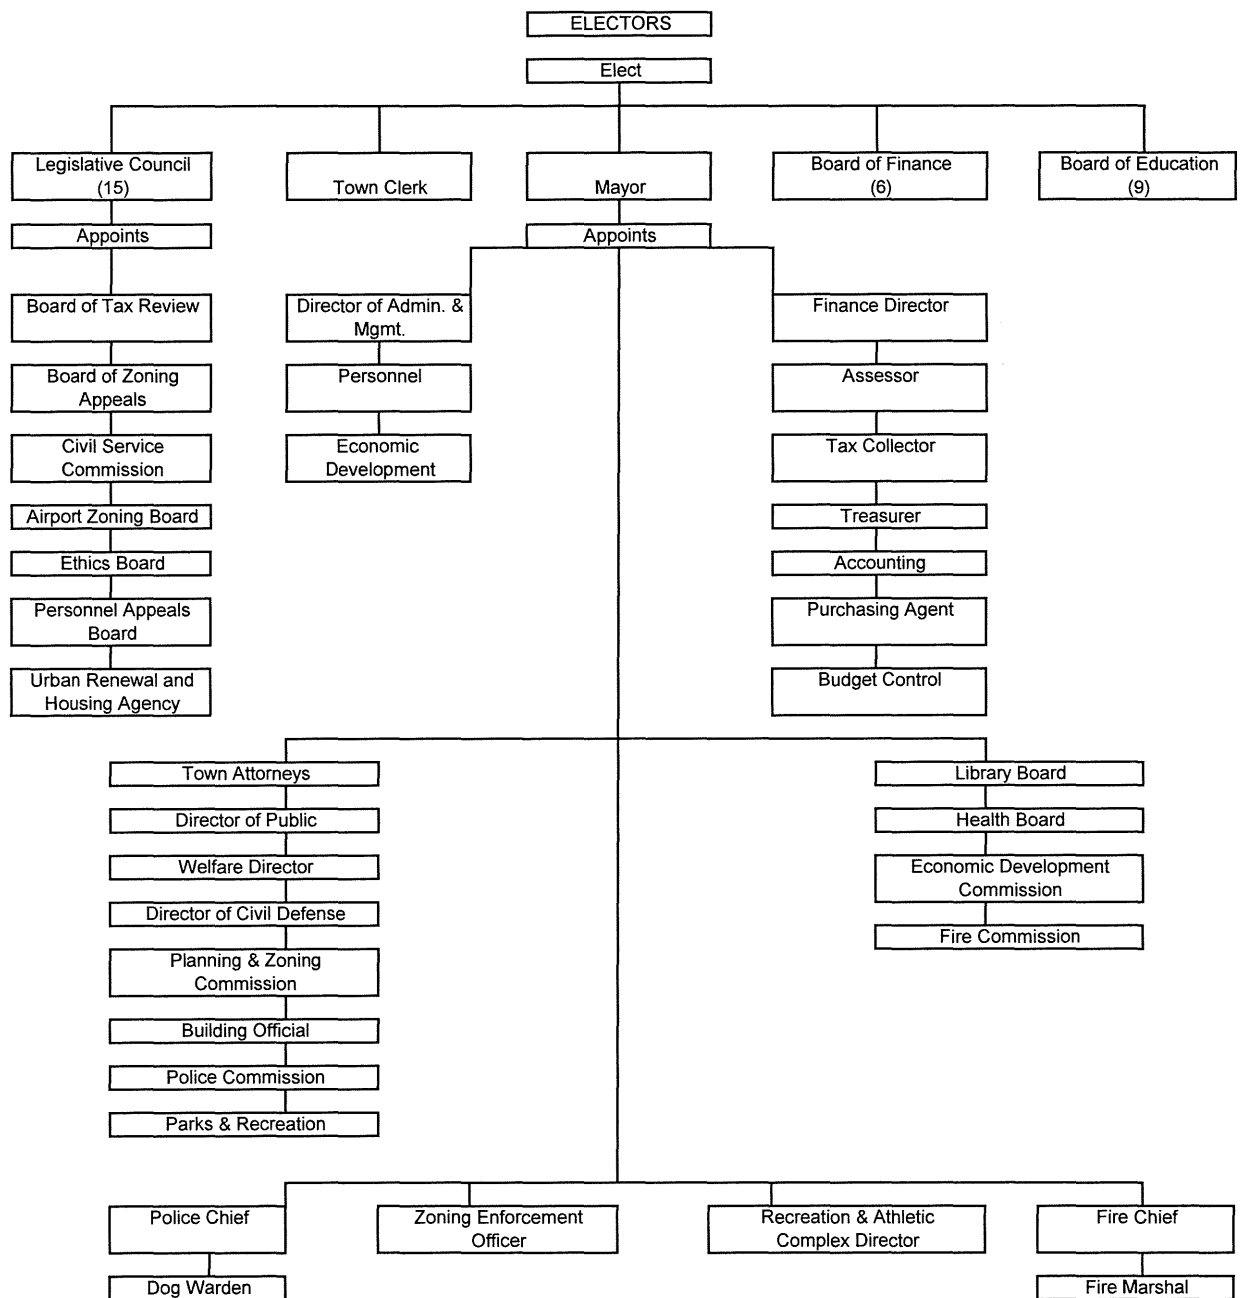 ELECTORS
Elect
Legislative Council
(15)
Town Clerk
Mayor
Board of Finance
(6)
Board of Education
(9)
Appoints
Appoints
Board of Tax Review
Director of Admin. &
Mgmt.
Finance Director
Board of Zoning
Appeals
Personnel
Assessor
Civil Service
Commission
Economic
Development
Tax Collector
Airport Zoning Board
Treasurer
Ethics Board
Accounting
Personnel Appeals
Board
Purchasing Agent
Urban Renewal and
Housing Agency
Budget Control
Town Attorneys
Library Board
Director of Public
Health Board
Welfare Director
Economic Development
Commission
Director of Civil Defense
Fire Commission
Planning & Zoning
Commission
Building Official
Police Commission
Parks & Recreation
Police Chief
Zoning Enforcement
Officer
Recreation & Athletic
Complex Director
Fire Chief
Dog Warden
Fire Marshal